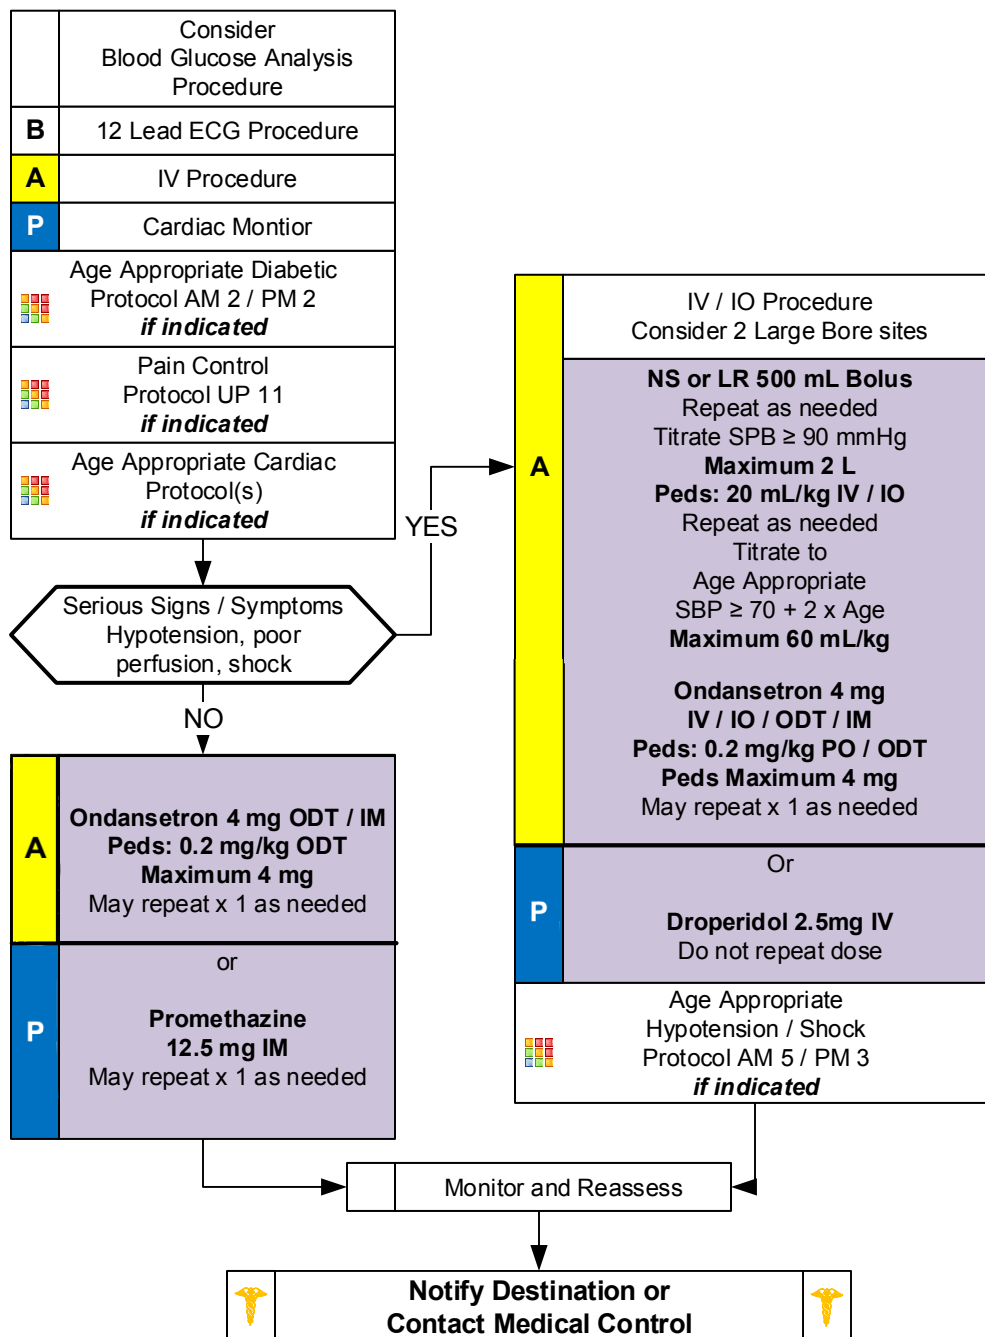 Consider
Blood Glucose Analysis
Procedure
B
12 Lead ECG Procedure
A
IV Procedure
P
Cardiac Montior
Age Appropriate Diabetic
Protocol AM 2 / PM 2
if indicated
Pain Control
Protocol UP 11
if indicated
Age Appropriate Cardiac
Protocol(s)
if indicated
Serious Signs / Symptoms
Hypotension, poor
perfusion, shock
YES
NO
A
Ondansetron 4 mg ODT / IM
Peds: 0.2 mg/kg ODT
Maximum 4 mg
May repeat x 1 as needed
P
or
Promethazine
12.5 mg IM
May repeat x 1 as needed
A
IV / IO Procedure
Consider 2 Large Bore sites
NS or LR 500 mL Bolus
Repeat as needed
Titrate SPB ≥ 90 mmHg
Maximum 2 L
Peds: 20 mL/kg IV / IO
Repeat as needed
Titrate to
Age Appropriate
SBP ≥ 70 + 2 x Age
Maximum 60 mL/kg
Ondansetron 4 mg
IV / IO / ODT / IM
Peds: 0.2 mg/kg PO / ODT
Peds Maximum 4 mg
May repeat x 1 as needed
P
Or
Droperidol 2.5mg IV
Do not repeat dose
Age Appropriate
Hypotension / Shock
Protocol AM 5 / PM 3
if indicated
Monitor and Reassess
Notify Destination or
Contact Medical Control